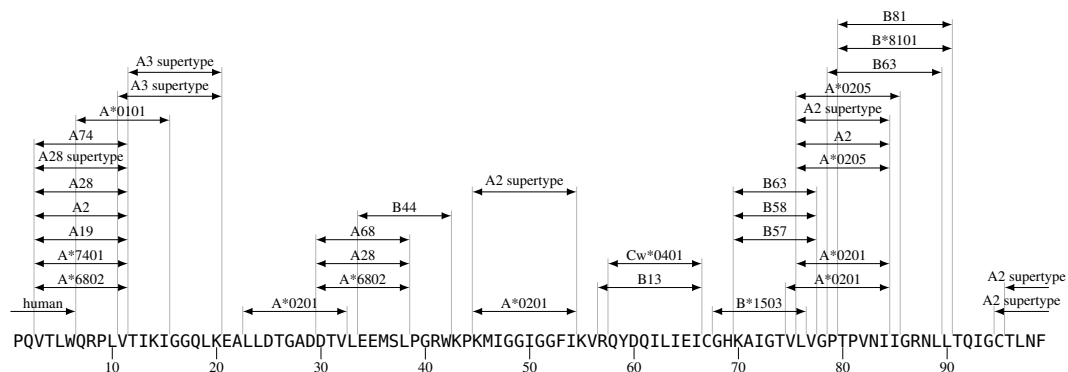 B81
B*8101
A3 supertype B63
A3 supertype A*0205
A*0101 A2 supertype
A74 A2
A28 supertype A*0205
A28 A2 supertype B63
A2 B44 B58
A19 A68 B57
A*7401 A28 Cw*0401 A*0201
A*6802 A*6802 B13 A*0201 A2 supertype
human A*0201 A*0201 B*1503 A2 supertype
PQVTLWQRPLVTIKIGGQLKEALLDTGADDTVLEEMSLPGRWKPKMIGGIGGFIKVRQYDQILIEICGHKAIGTVLVGPTPVNIIGRNLLTQIGCTLNF
10 20 30 40 50 60 70 80 90